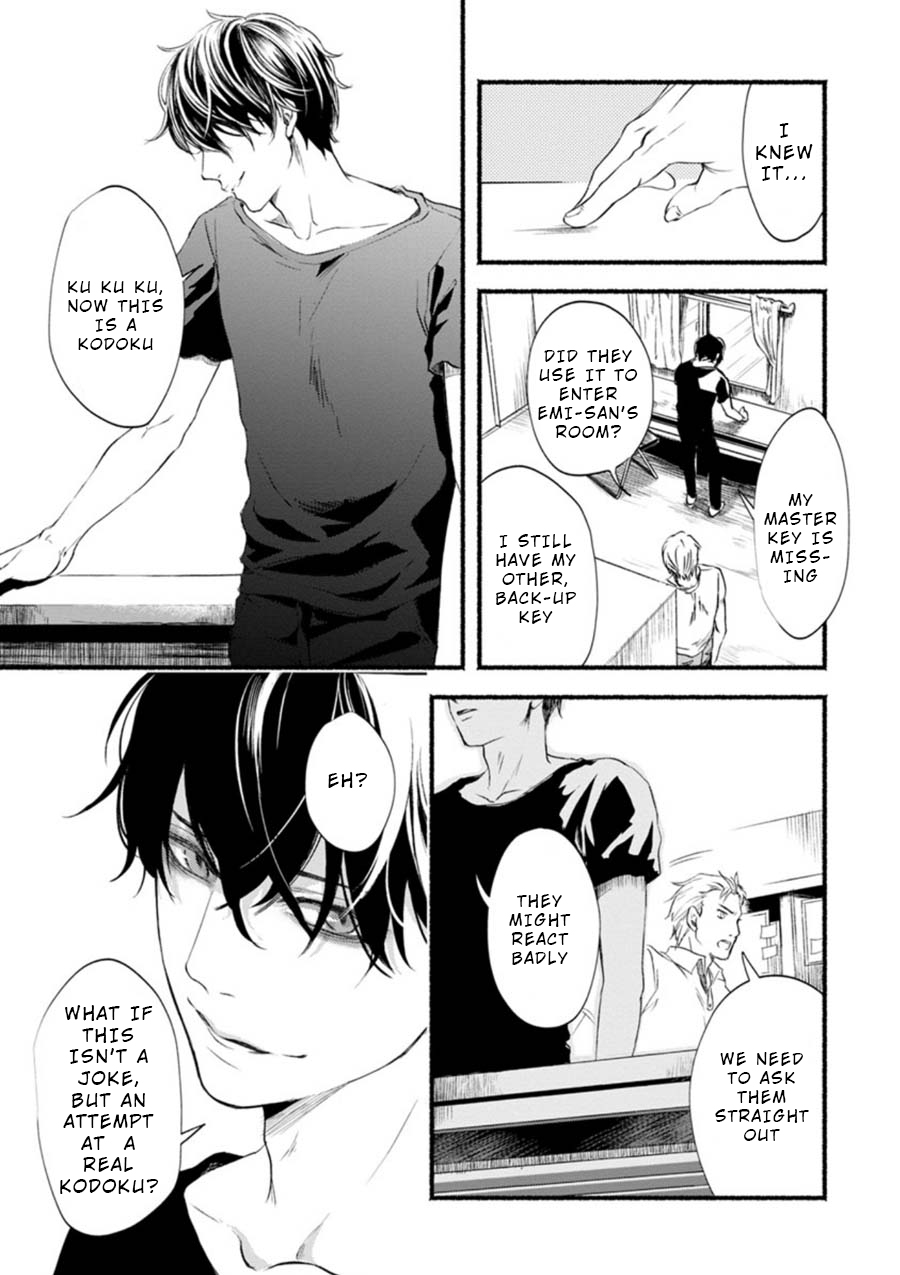 I
KNEW
IT...
MY
MASTER
KEY IS
MISS-
ING
DID THEY
USE IT TO
ENTER
EMI-SAN'S
ROOM?
I STILL
HAVE MY
OTHER,
BACK-UP
KEY
KU KU KU,
NOW THIS
IS A
KODOKU
WE NEED
TO ASK
THEM
STRAIGHT
OUT
THEY
MIGHT
REACT
BADLY
EH?
WHAT IF
THIS
ISN'T A
JOKE,
BUT AN
ATTEMPT
AT A
REAL
KODOKU?